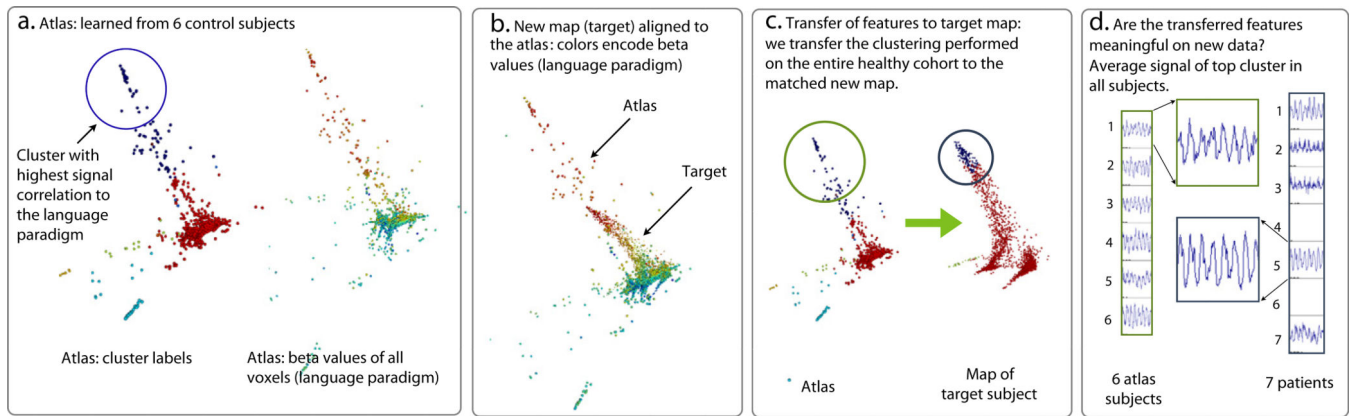 a. Atlas: learned from 6 control subjects
Cluster with
highest signal
correlation to
the language
paradigm
Atlas: cluster labels
Atlas: beta values of all
voxels (language paradigm)
b. New map (target) aligned to
the atlas: colors encode beta
values (language paradigm)
Atlas
Target
c. Transfer of features to target map:
we transfer the clustering performed
on the entire healthy cohort to the
matched new map.
Atlas
Map of
target subject
d. Are the transferred features
meaningful on new data?
Average signal of top cluster in
all subjects.
1
2
3
4
5
6
6 atlas
subjects
1
2
3
4
5
6
7
7 patients